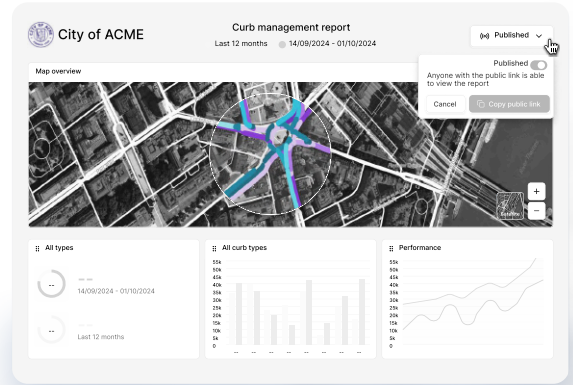 City of ACME
Curb management report
Last 12 months 14/09/2024 - 01/10/2024
Published
Published
Anyone with the public link is able
to view the report
Cancel
Copy public link
Map overview
+
−
Satellite
All types
--
-- --
14/09/2024 - 01/10/2024
--
Last 12 months
All curb types
55k
50k
45k
40k
35k
30k
25k
20k
15k
10k
5k
0
-- -- -- -- -- -- --
Performance
55k
50k
45k
40k
35k
30k
25k
20k
15k
10k
5k
0
-- -- -- -- -- -- --